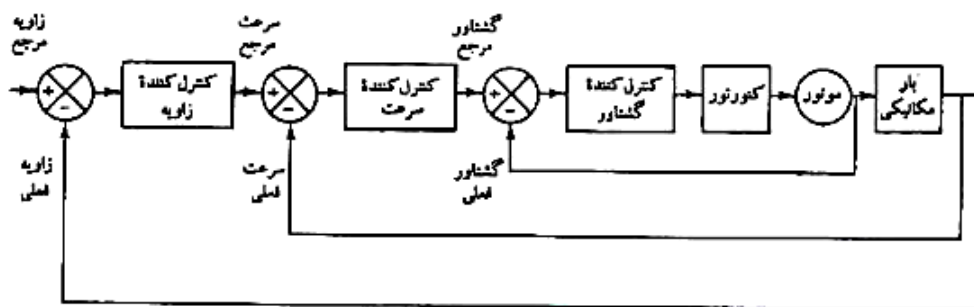 زاویه
مرجع
سرعت
مرجع
گشتاور
مرجع
کنترل کنندهٔ
زاویه
کنترل کنندهٔ
سرعت
کنترل کنندهٔ
گشتاور
کنورتور
موتور
بار
مکانیکی
زاویه
فعلی
سرعت
فعلی
گشتاور
فعلی